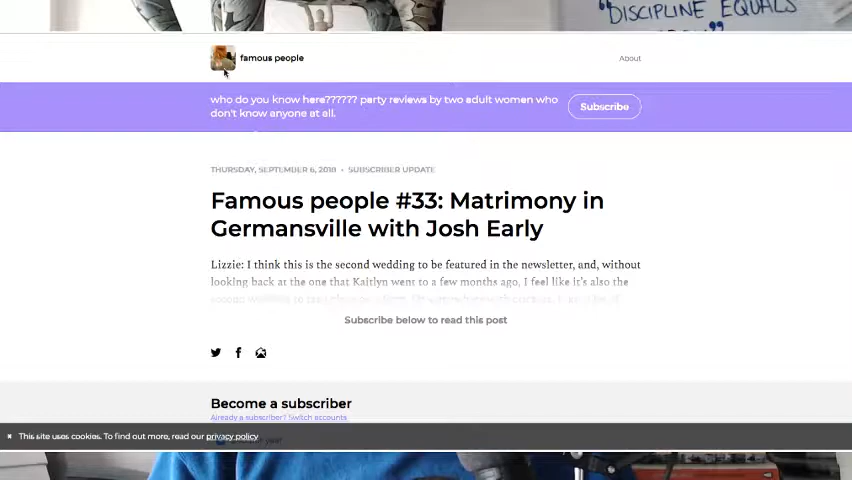 "DISCIPLINE EQUALS
famous people
About
who do you know here?????? party reviews by two adult women who
don't know anyone at all.
Subscribe
THURSDAY, SEPTEMBER 6, 2018 • SUBSCRIBER UPDATE
Famous people #33: Matrimony in
Germansville with Josh Early
Lizzie: I think this is the second wedding to be featured in the newsletter, and, without
looking back at the one that Kaitlyn went to a few months ago, I feel like it's also the
Subscribe below to read this post
Become a subscriber
Already a subscriber? Switch accounts
This site uses cookies. To find out more, read our privacy policy